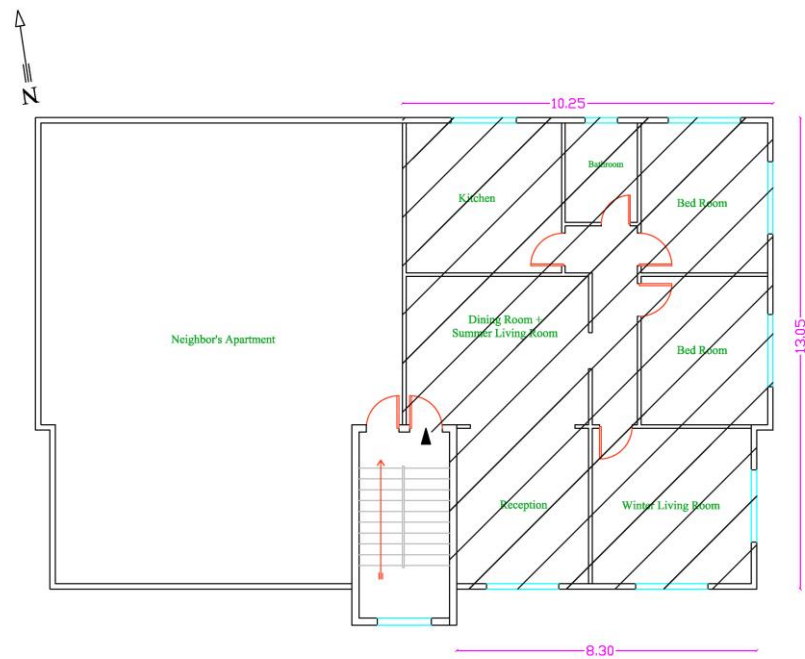 N
10.25
Bathroom
Kitchen
Bed Room
Dining Room +
Summer Living Room
Neighbor's Apartment
Bed Room
13.05
Reception
Winter Living Room
8.30